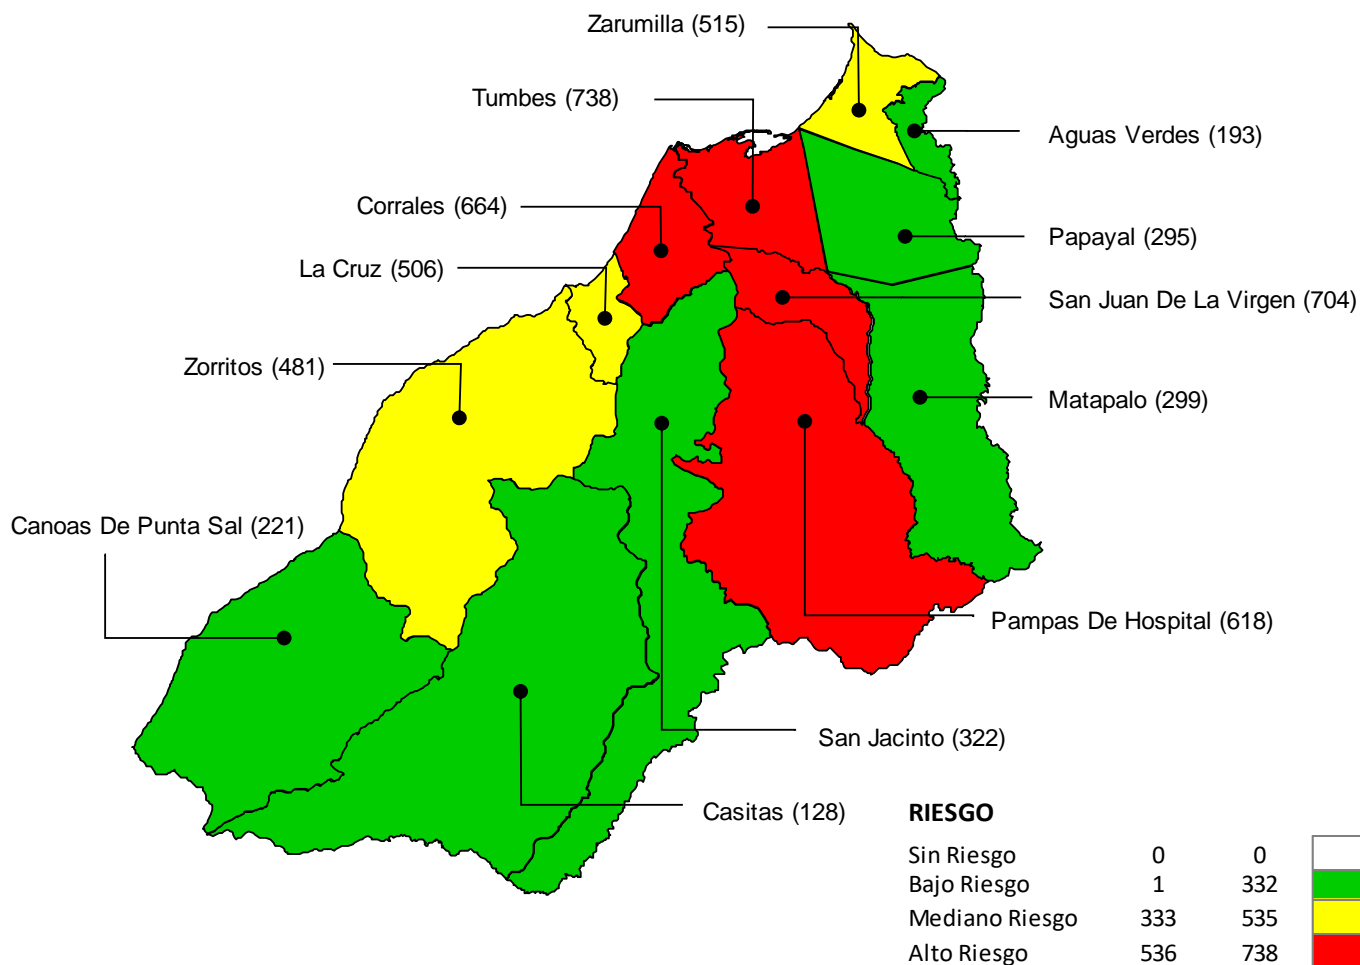 Zarumilla (515)
Tumbes (738)
Aguas Verdes (193)
Corrales (664)
Papayal (295)
La Cruz (506)
San Juan De La Virgen (704)
Zorritos (481)
Matapalo (299)
Canoas De Punta Sal (221)
Pampas De Hospital (618)
San Jacinto (322)
Casitas (128)
RIESGO
Sin Riesgo 0 0
Bajo Riesgo 1 332
Mediano Riesgo 333 535
Alto Riesgo 536 738